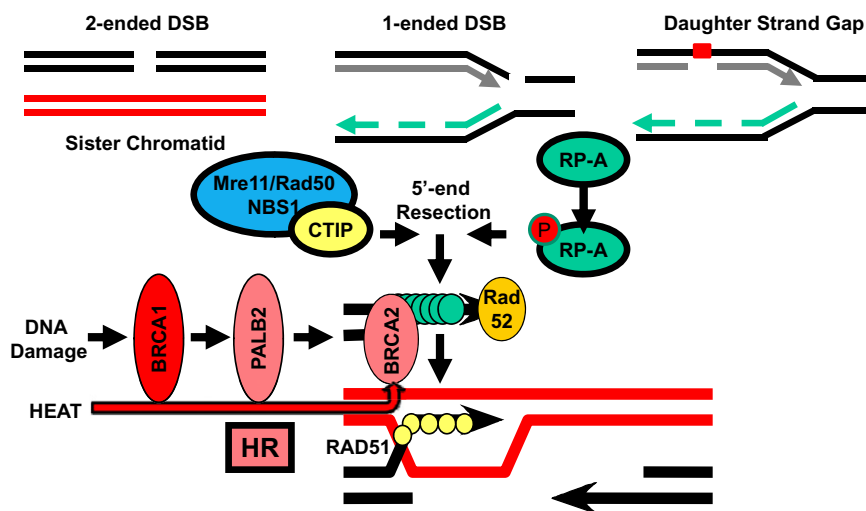 2-ended DSB
1-ended DSB
Daughter Strand Gap
Sister Chromatid
Mre11/Rad50
NBS1
CTIP
5'-end
Resection
RP-A
P
RP-A
DNA
Damage
BRCA1
PALB2
BRCA2
Rad
52
HEAT
HR
RAD51